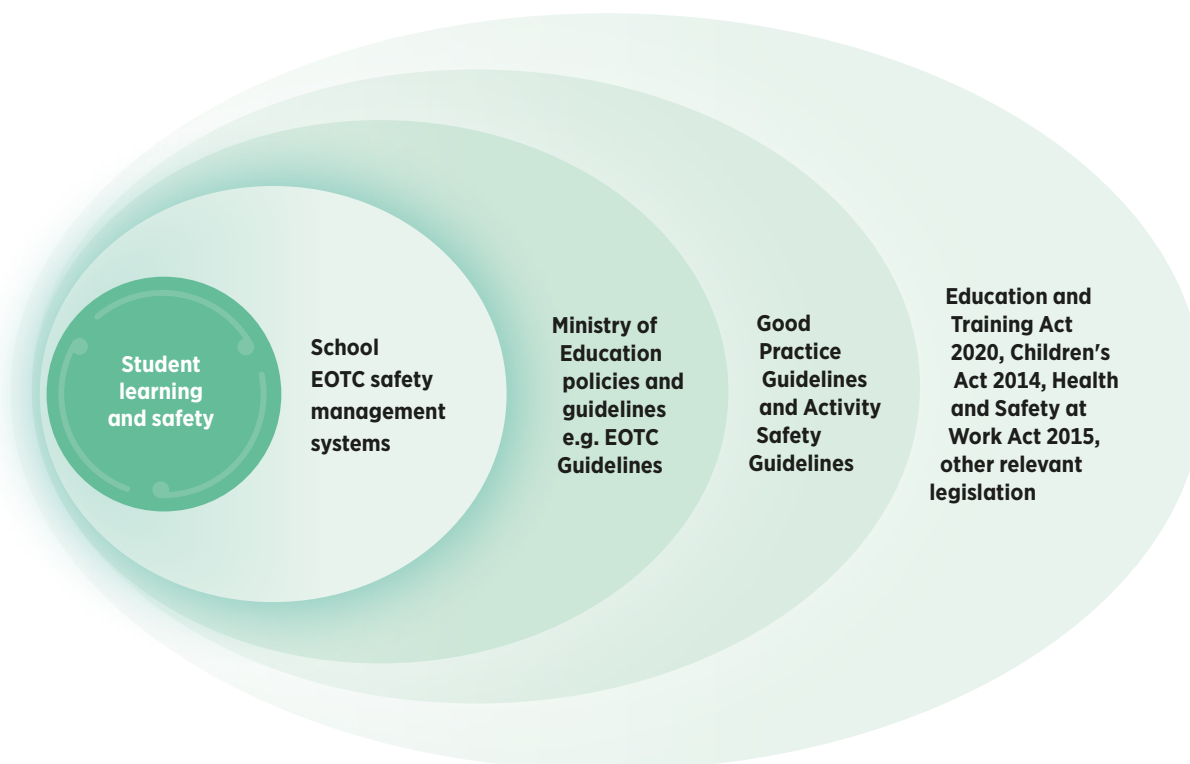 Student
learning
and safety
School
EOTC safety
management
systems
Ministry of
Education
policies and
guidelines
e.g. EOTC
Guidelines
Good
Practice
Guidelines
and Activity
Safety
Guidelines
Education and
Training Act
2020, Children's
Act 2014, Health
and Safety at
Work Act 2015,
other relevant
legislation